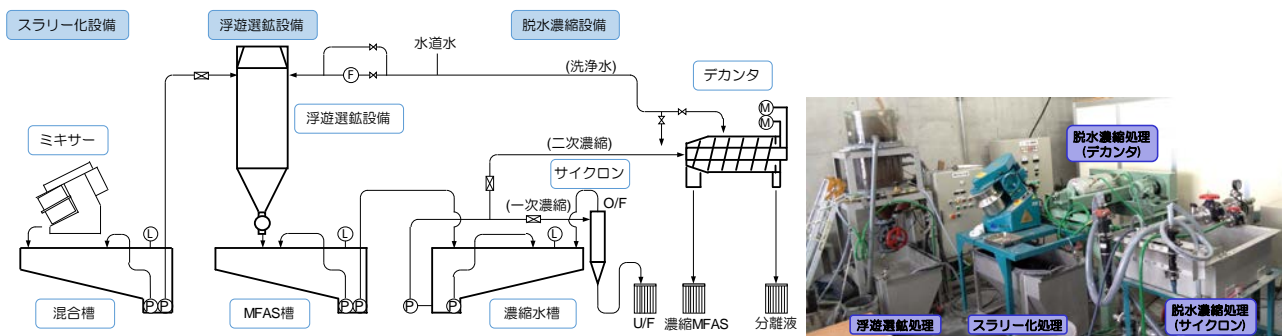 スラリー化設備
浮遊選鉱設備
脱水濃縮設備
水道水
(洗浄水)
デカンタ
F
M
M
浮遊選鉱設備
ミキサー
(二次濃縮)
サイクロン
(一次濃縮)
O/F
L
L
L
P
P
P
P
P
P
混合槽
MFAS槽
濃縮水槽
U/F
濃縮MFAS
分離液
脱水濃縮処理
(デカンタ)
浮遊選鉱処理
スラリー化処理
脱水濃縮処理
(サイクロン)